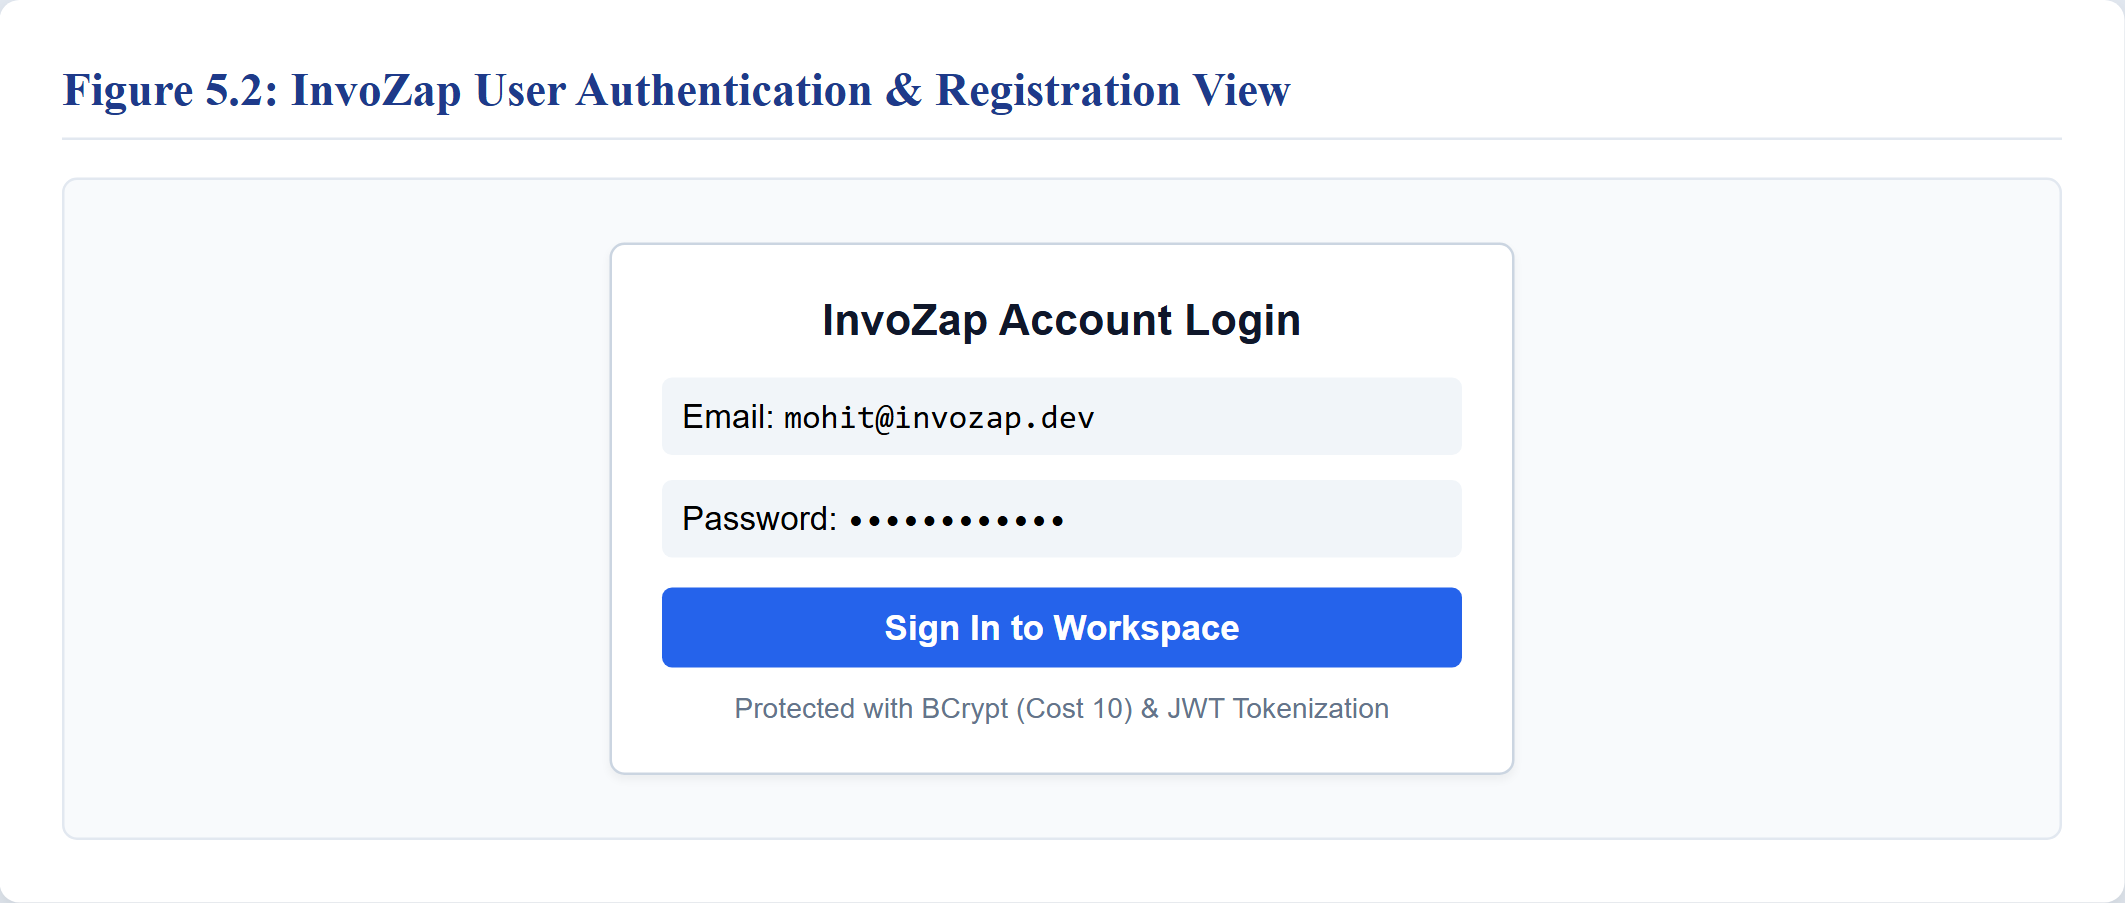 Figure 5.2: InvoZap User Authentication & Registration View
InvoZap Account Login
Email: mohit@invozap.dev
Password: ••••••••••••
Sign In to Workspace
Protected with BCrypt (Cost 10) & JWT Tokenization